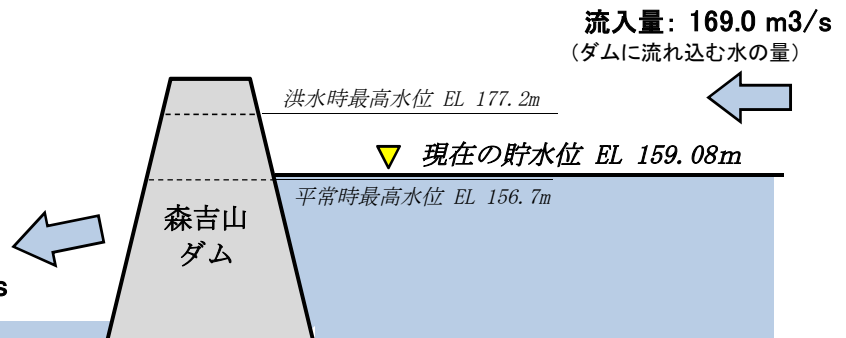 流入量: 169.0 m3/s
（ダムに流れ込む水の量）
洪水時最高水位 EL 177.2m
▽ 現在の貯水位 EL 159.08m
平常時最高水位 EL 156.7m
森吉山
ダム
s